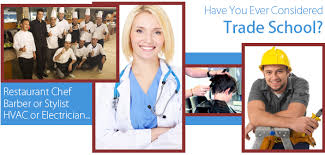 Have You Ever Considered
Trade School?
Restaurant Chef
Barber or Stylist
HVAC or Electrician...